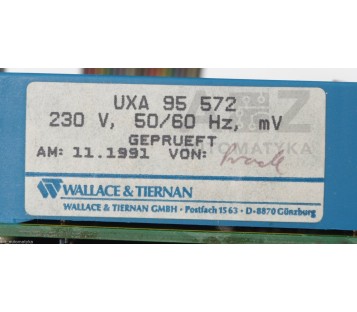 UXA 95 572
230 V, 50/60 Hz, mV
GEPRUEFT
AM: 11.1991 VON:
WALLACE & TIERNAN
WALLACE & TIERNAN GMBH · Postfach 1563 · D-8870 Günzburg